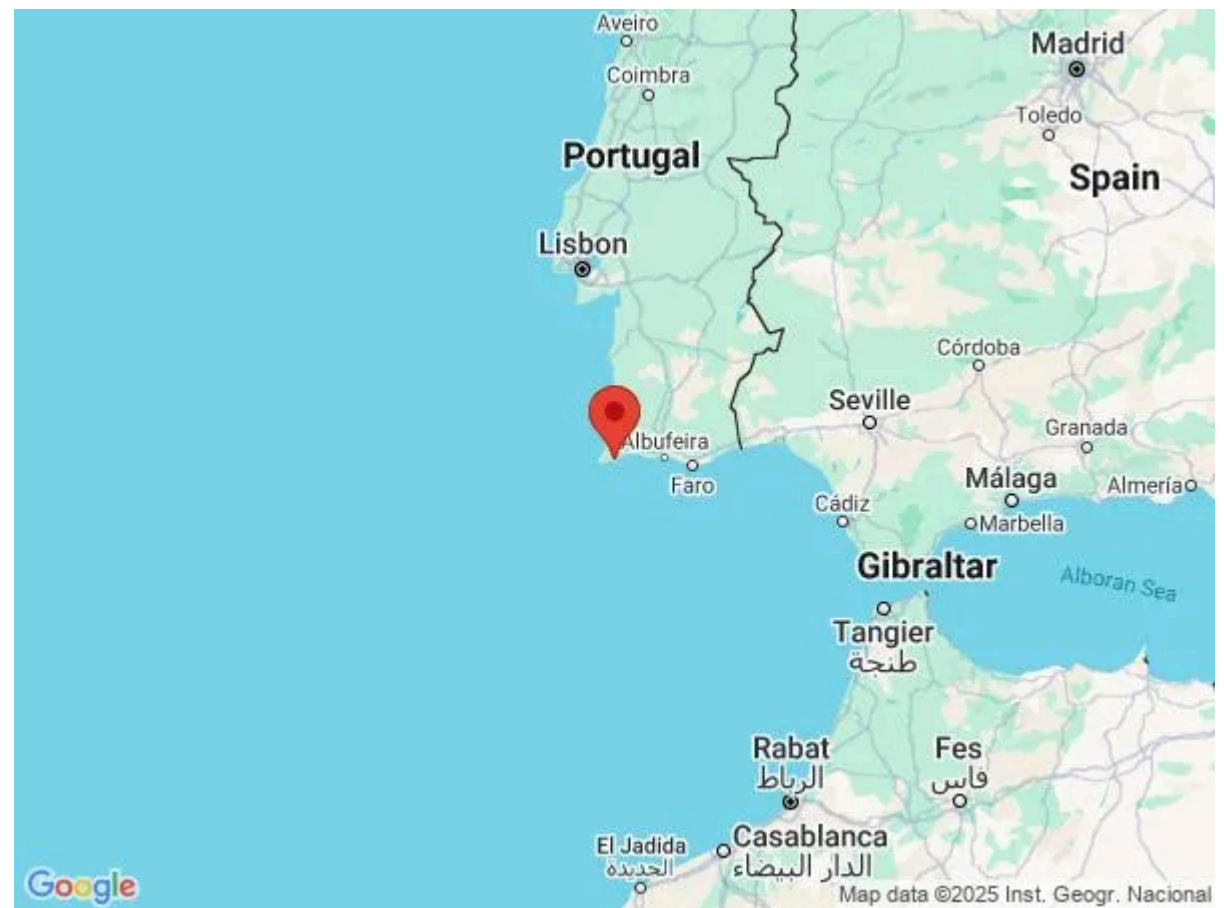 Aveiro
Madrid
Coimbra
Toledo
Portugal
Spain
Lisbon
Córdoba
Seville
Albufeira
Granada
Faro
Málaga
Almería
Cádiz
Marbella
Gibraltar
Alboran Sea
Tangier
طنجة
Rabat
الرباط
Fes
فاس
Casablanca
الدار البيضاء
El Jadida
الجديدة
Google
Map data ©2025 Inst. Geogr. Nacional